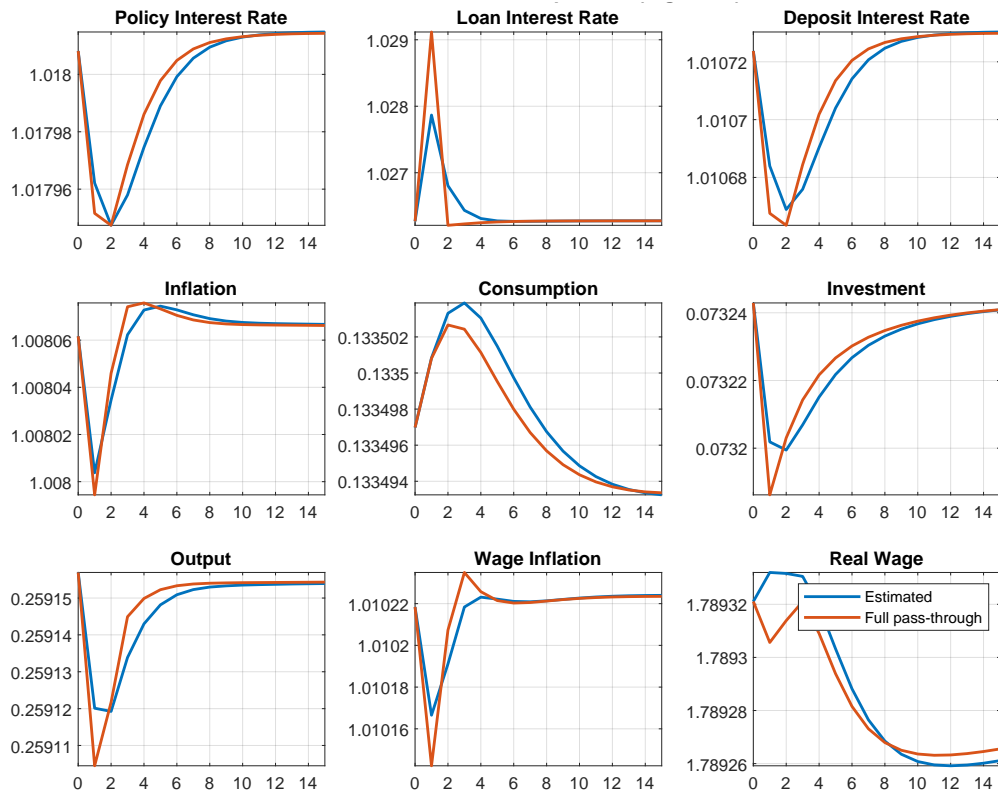 Policy Interest Rate
1.018
1.01798
1.01796
0 2 4 6 8 10 12 14
Loan Interest Rate
1.029
1.028
1.027
0 2 4 6 8 10 12 14
Deposit Interest Rate
1.01072
1.0107
1.01068
0 2 4 6 8 10 12 14
Inflation
1.00806
1.00804
1.00802
1.008
0 2 4 6 8 10 12 14
Consumption
0.133502
0.1335
0.133498
0.133496
0.133494
0 2 4 6 8 10 12 14
Investment
0.07324
0.07322
0.0732
0 2 4 6 8 10 12 14
Output
0.25915
0.25914
0.25913
0.25912
0.25911
0 2 4 6 8 10 12 14
Wage Inflation
1.01022
1.0102
1.01018
1.01016
0 2 4 6 8 10 12 14
Real Wage
1.78932
1.7893
1.78928
1.78926
0 2 4 6 8 10 12 14
Estimated
Full pass-through